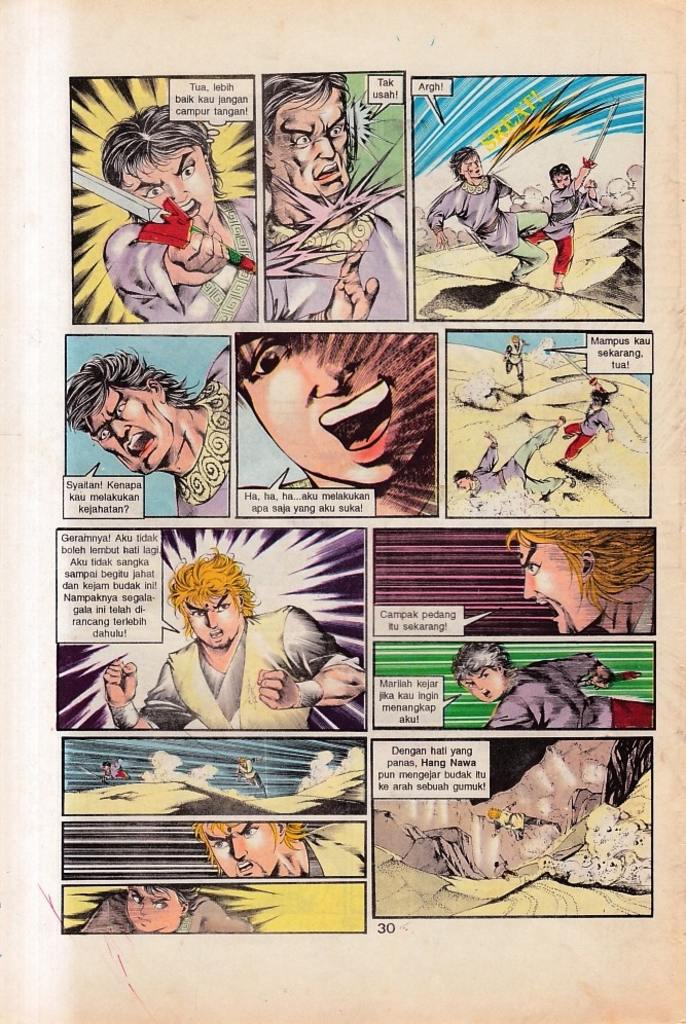 Tua, lebih
baik kau jangan
campur tangan!
Tak
usah!
Argh!
Syaitan! Kenapa
kau melakukan
kejahatan?
Ha, ha, ha...aku melakukan
apa saja yang aku suka!
Mampus kau
sekarang,
tua!
Geramnya! Aku tidak
boleh lembut hati lagi.
Aku tidak sangka
sampai begitu jahat
dan kejam budak ini!
Nampaknya segala-
gala ini telah di-
rancang terlebih
dahulu!
Campak pedang
itu sekarang!
Marilah kejar
jika kau ingin
menangkap
aku!
Dengan hati yang
panas, Hang Nawa
pun mengejar budak itu
ke arah sebuah gumuk!
30